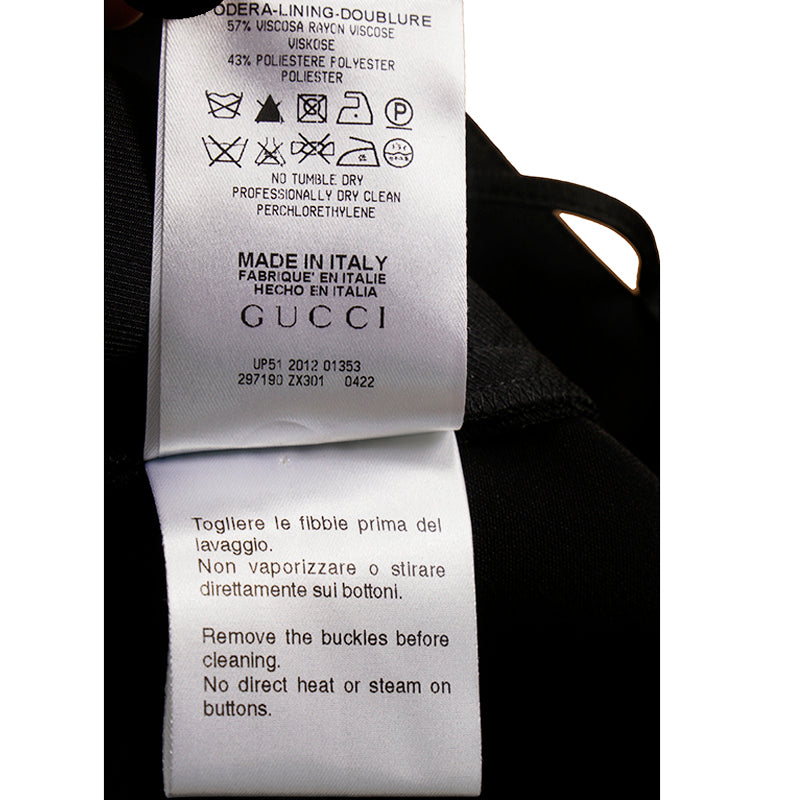 ODERA-LINING-DOUBLURE
57% VISCOSA RAYON VISCOSE
VISKOSE
43% POLIESTERE POLYESTER
POLIESTER
P
NO TUMBLE DRY
PROFESSIONALLY DRY CLEAN
PERCHLORETHYLENE
MADE IN ITALY
FABRIQUE' EN ITALIE
HECHO EN ITALIA
GUCCI
UP51 2012 01353
297190 ZX301 0422
Togliere le fibbie prima del
lavaggio.
Non vaporizzare o stirare
direttamente sui bottoni.
Remove the buckles before
cleaning.
No direct heat or steam on
buttons.